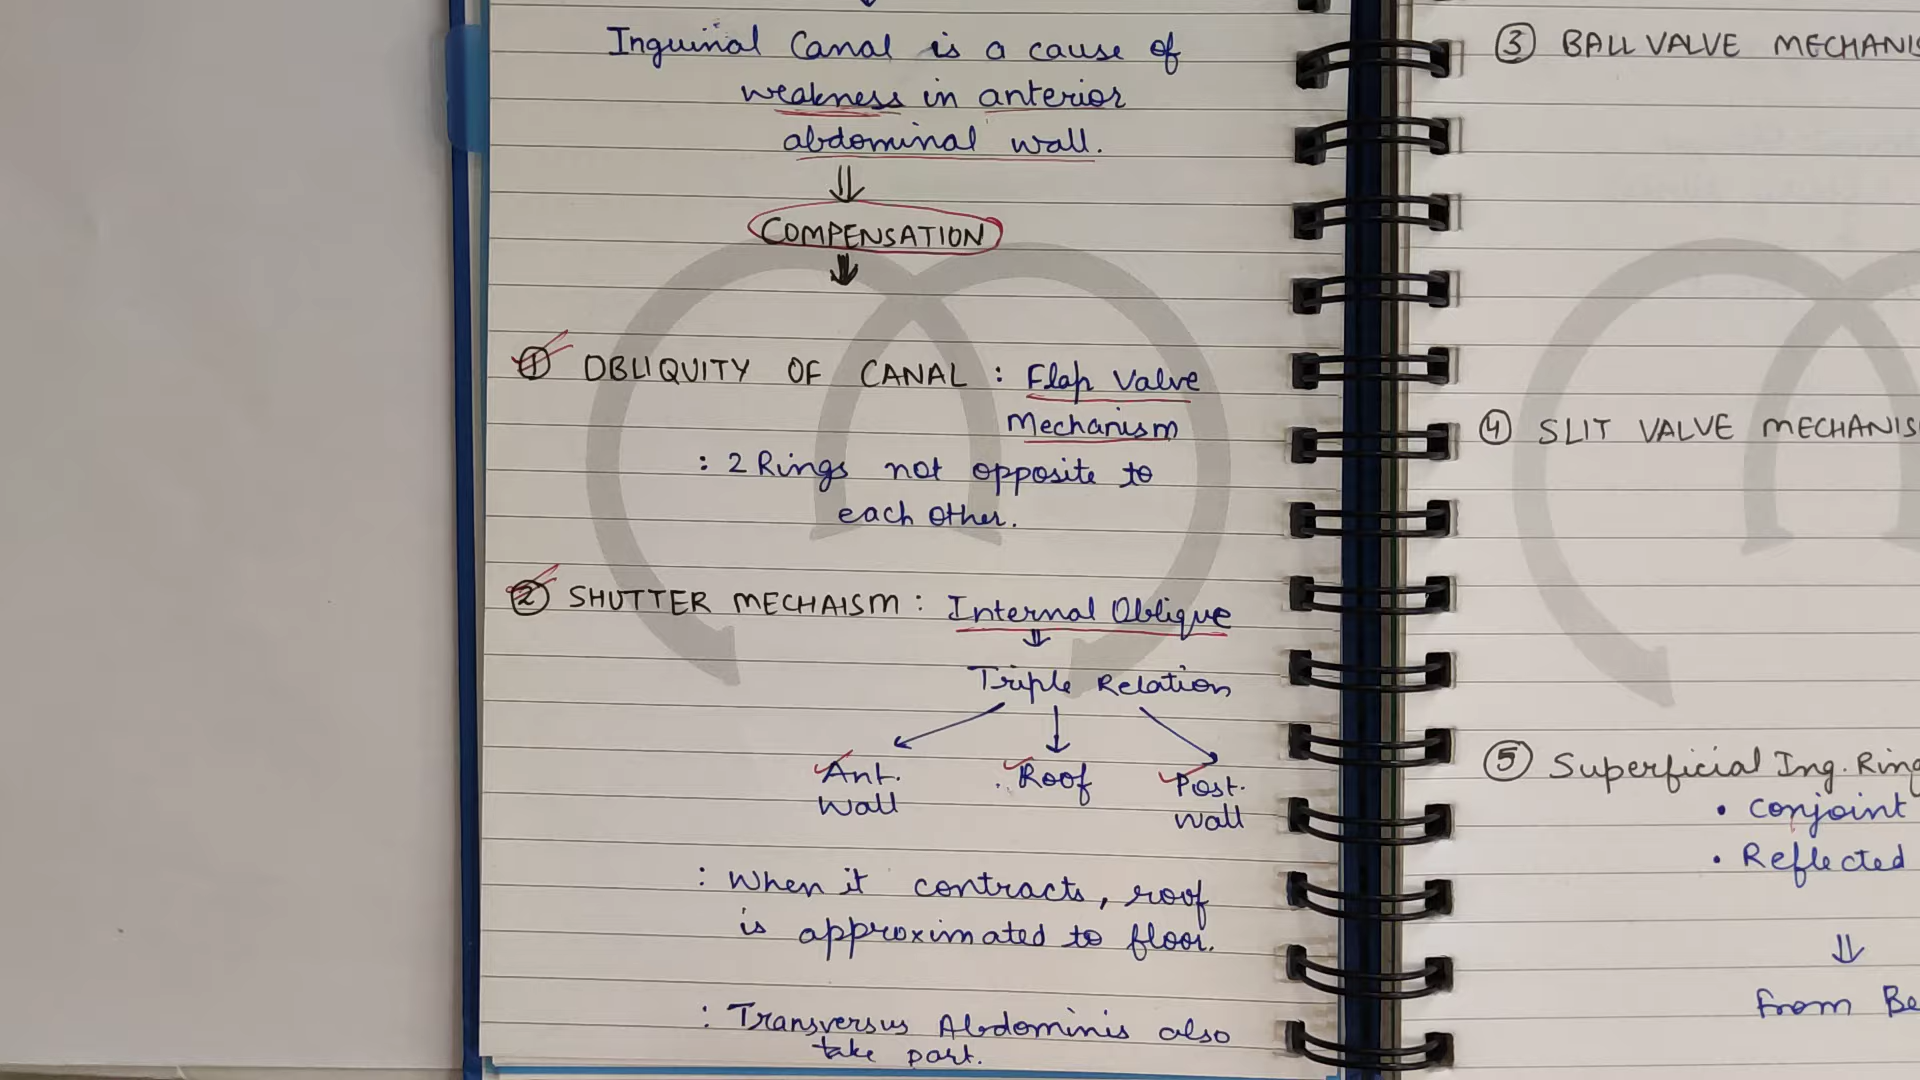 Inguinal Canal is a cause of
weakness in anterior
abdominal wall.
⇓
COMPENSATION
⇓
① OBLIQUITY OF CANAL : Flap Valve
Mechanism
: 2 Rings not opposite to
each other.
② SHUTTER MECHAISM : Internal Oblique
⇓
Triple Relation
Ant. Roof Post.
Wall wall
: When it contracts, roof
is approximated to floor.
: Transversus Abdominis also
take part.
③ BALL VALVE
④ SLIT VALVE
⑤ Superficial Ing. Ring
• Conjoint
• Reflected
⇓
From